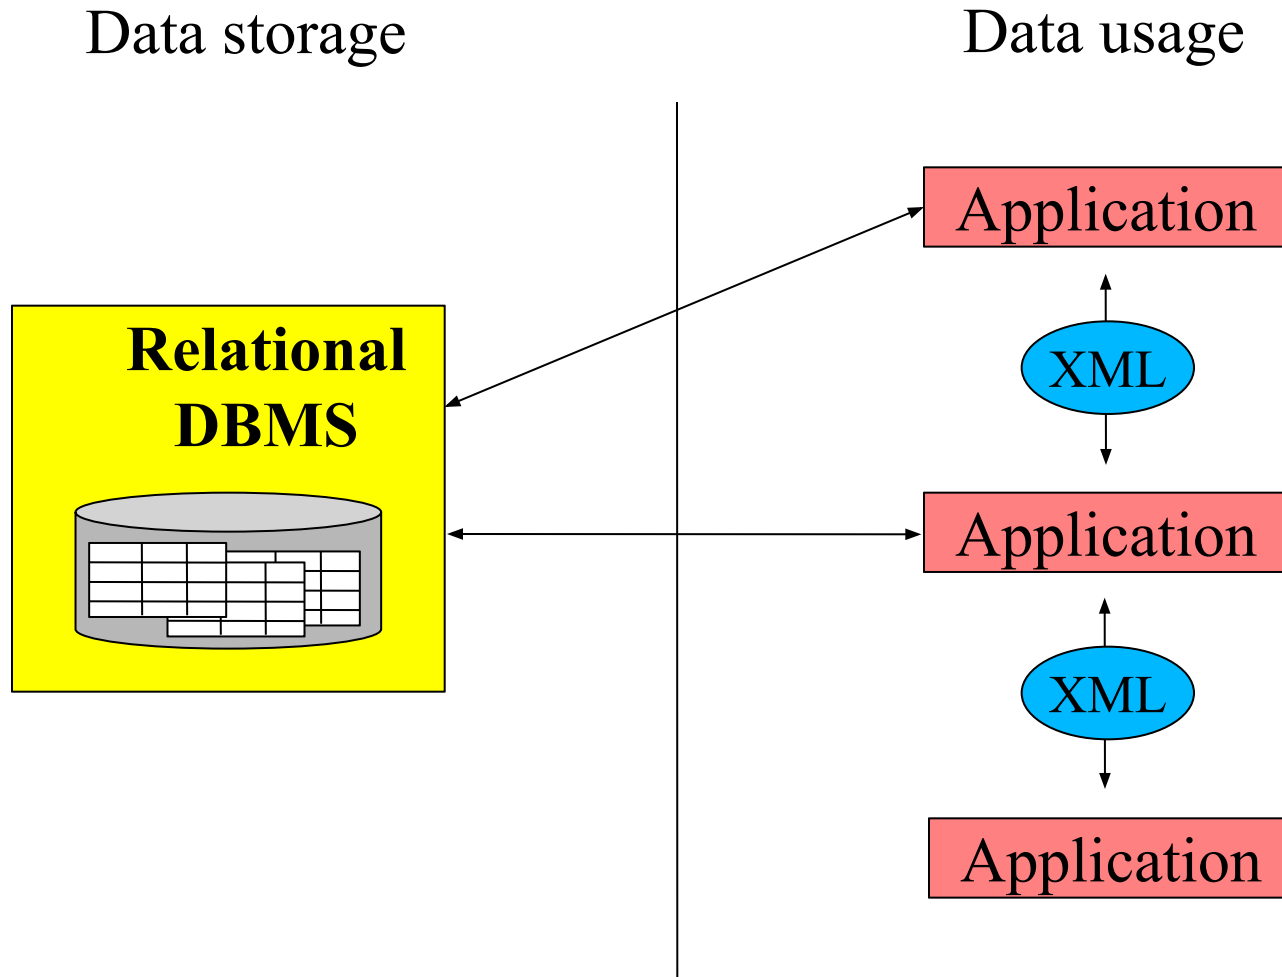 Data storage
Data usage
Application
Relational
DBMS
XML
Application
XML
Application